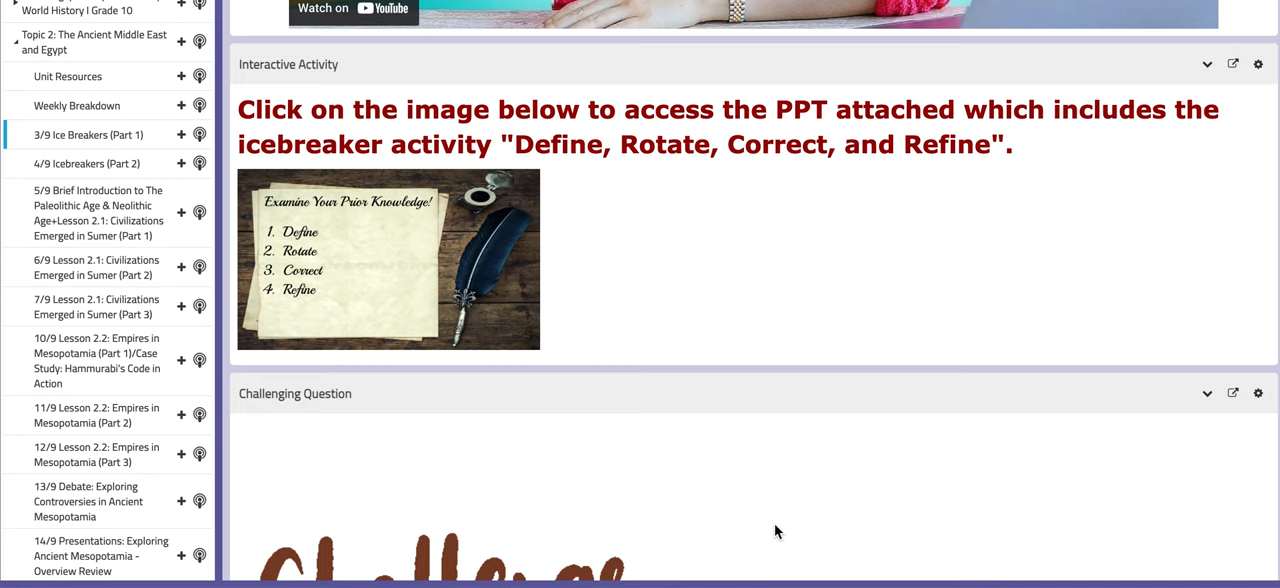 World History I Grade 10
Topic 2: The Ancient Middle East
and Egypt
Unit Resources
Weekly Breakdown
3/9 Ice Breakers (Part 1)
4/9 Icebreakers (Part 2)
5/9 Brief Introduction to The
Paleolithic Age & Neolithic
Age+Lesson 2.1: Civilizations
Emerged in Sumer (Part 1)
6/9 Lesson 2.1: Civilizations
Emerged in Sumer (Part 2)
7/9 Lesson 2.1: Civilizations
Emerged in Sumer (Part 3)
10/9 Lesson 2.2: Empires in
Mesopotamia (Part 1)/Case
Study: Hammurabi's Code in
Action
11/9 Lesson 2.2: Empires in
Mesopotamia (Part 2)
12/9 Lesson 2.2: Empires in
Mesopotamia (Part 3)
13/9 Debate: Exploring
Controversies in Ancient
Mesopotamia
14/9 Presentations: Exploring
Ancient Mesopotamia -
Overview Review
Watch on YouTube
Interactive Activity
Click on the image below to access the PPT attached which includes the
icebreaker activity "Define, Rotate, Correct, and Refine".
Examine Your Prior Knowledge!
1. Define
2. Rotate
3. Correct
4. Refine
Challenging Question
Challenge